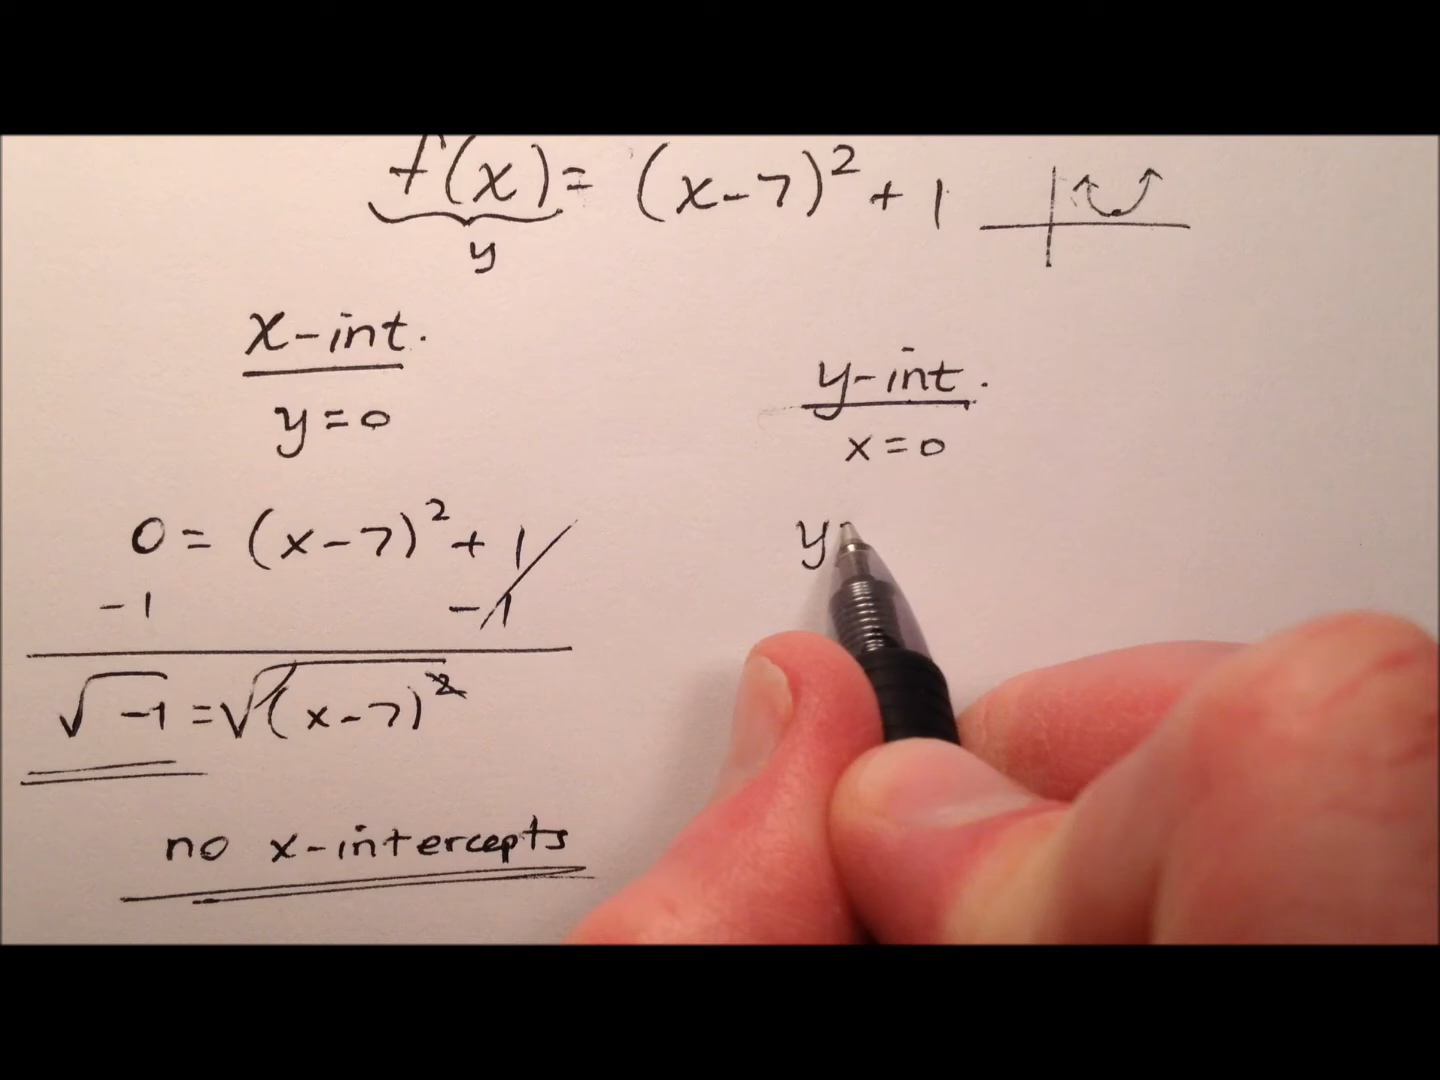 f(x) = (x-7)² + 1
y
x-int.
y=0
0 = (x-7)² + 1
-1 -1
√-1 = √(x-7)²
no x-intercepts
y-int.
x=0
y